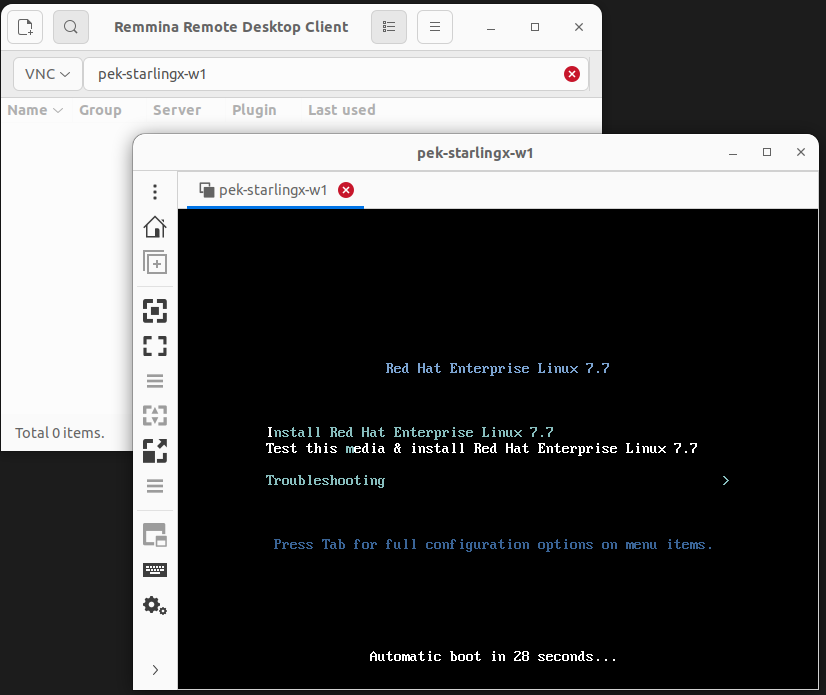 Remmina Remote Desktop Client
VNC
pek-starlingx-w1
Name
Group
Server
Plugin
Last used
Total 0 items.
pek-starlingx-w1
pek-starlingx-w1
Red Hat Enterprise Linux 7.7
Install Red Hat Enterprise Linux 7.7
Test this media & install Red Hat Enterprise Linux 7.7
Troubleshooting >
Press Tab for full configuration options on menu items.
Automatic boot in 28 seconds...